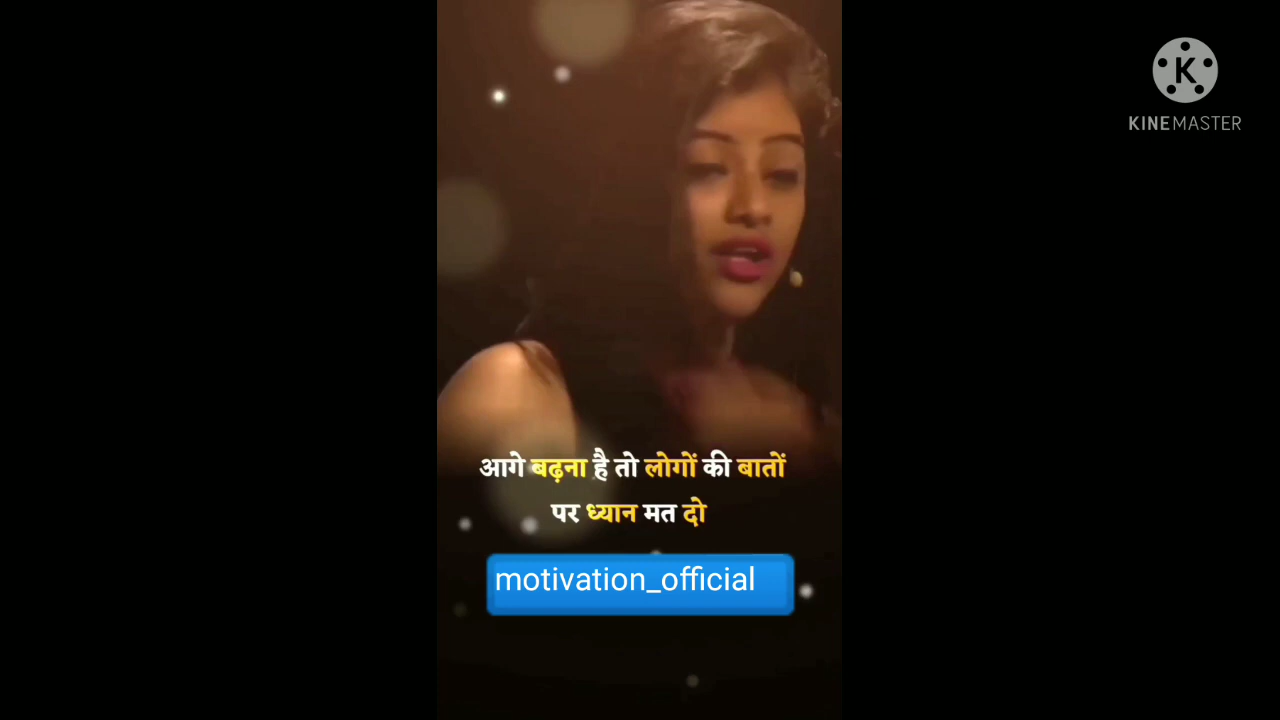 KINEMASTER
आगे बढ़ना है तो लोगों की बातों
पर ध्यान मत दो
motivation_official